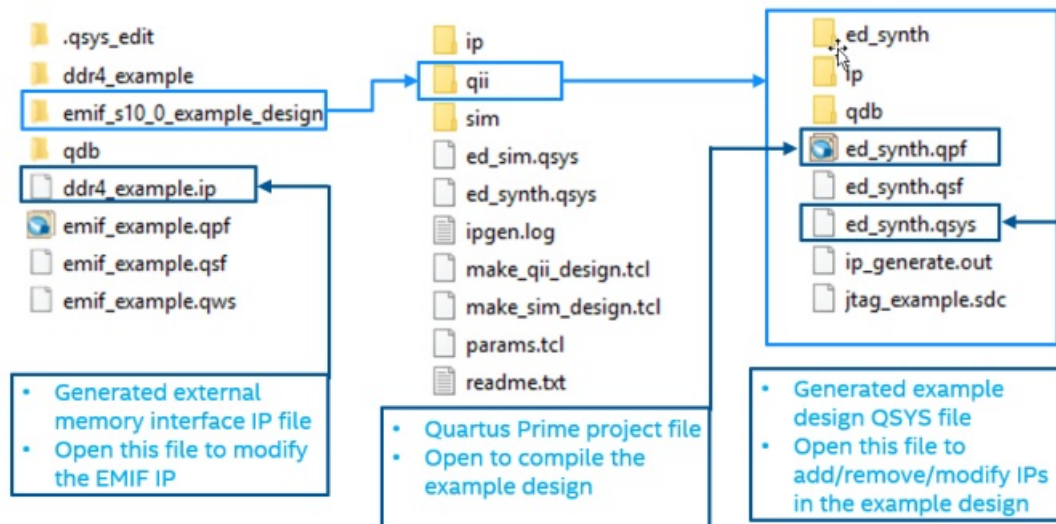 .qsys_edit
ddr4_example
emif_s10_0_example_design
qdb
ddr4_example.ip
emif_example.qpf
emif_example.qsf
emif_example.qws
• Generated external
memory interface IP file
• Open this file to modify
the EMIF IP
ip
qii
sim
ed_sim.qsys
ed_synth.qsys
ipgen.log
make_qii_design.tcl
make_sim_design.tcl
params.tcl
readme.txt
• Quartus Prime project file
• Open to compile the
example design
ed_synth
ip
qdb
ed_synth.qpf
ed_synth.qsf
ed_synth.qsys
ip_generate.out
jtag_example.sdc
• Generated example
design QSYS file
• Open this file to
add/remove/modify IPs
in the example design